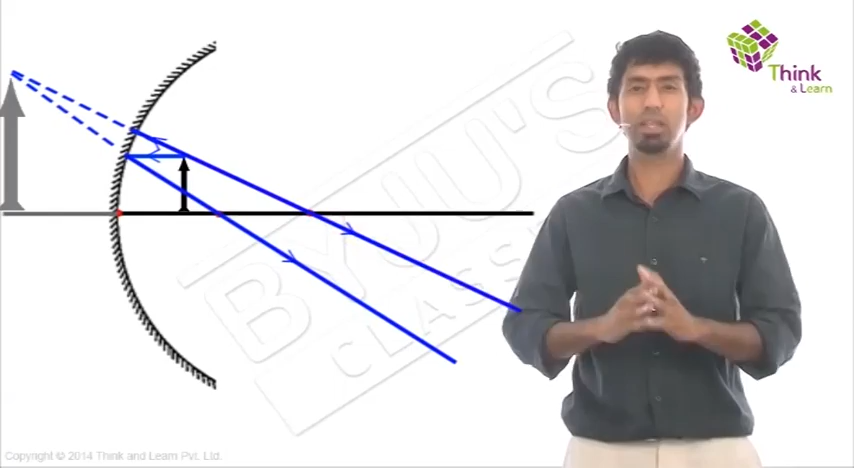 Think
& Learn
BYJU'S
CLASSES
Copyright © 2014 Think and Learn Pvt. Ltd.